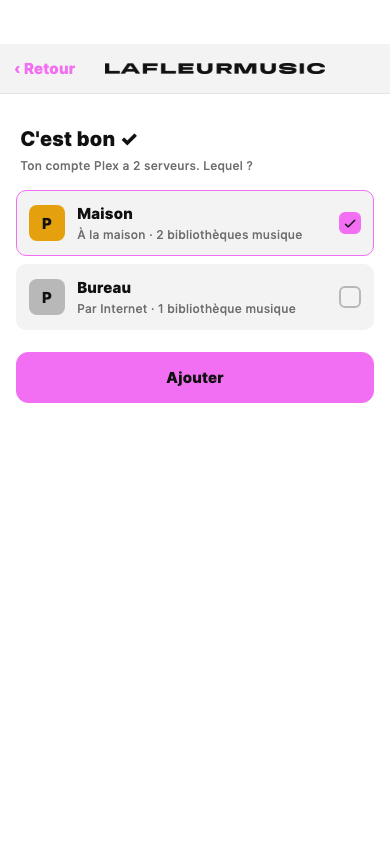 ‹ Retour
LAFLEURMUSIC
C'est bon ✓
Ton compte Plex a 2 serveurs. Lequel ?
P
Maison
À la maison · 2 bibliothèques musique
P
Bureau
Par Internet · 1 bibliothèque musique
Ajouter